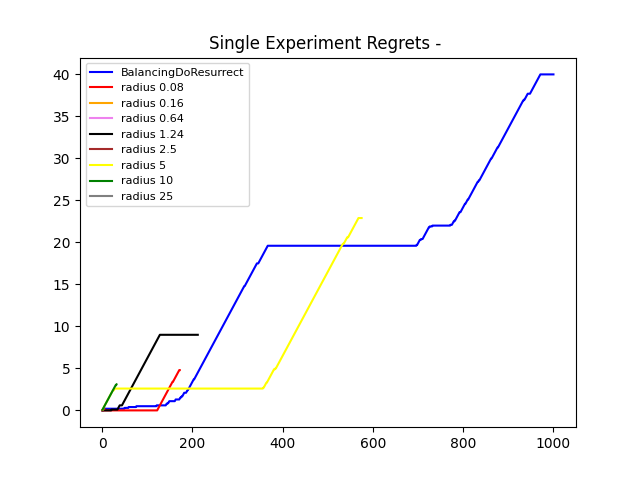 Single Experiment Regrets -
BalancingDoResurrect
radius 0.08
radius 0.16
radius 0.64
radius 1.24
radius 2.5
radius 5
radius 10
radius 25
40
35
30
25
20
15
10
5
0
0 200 400 600 800 1000